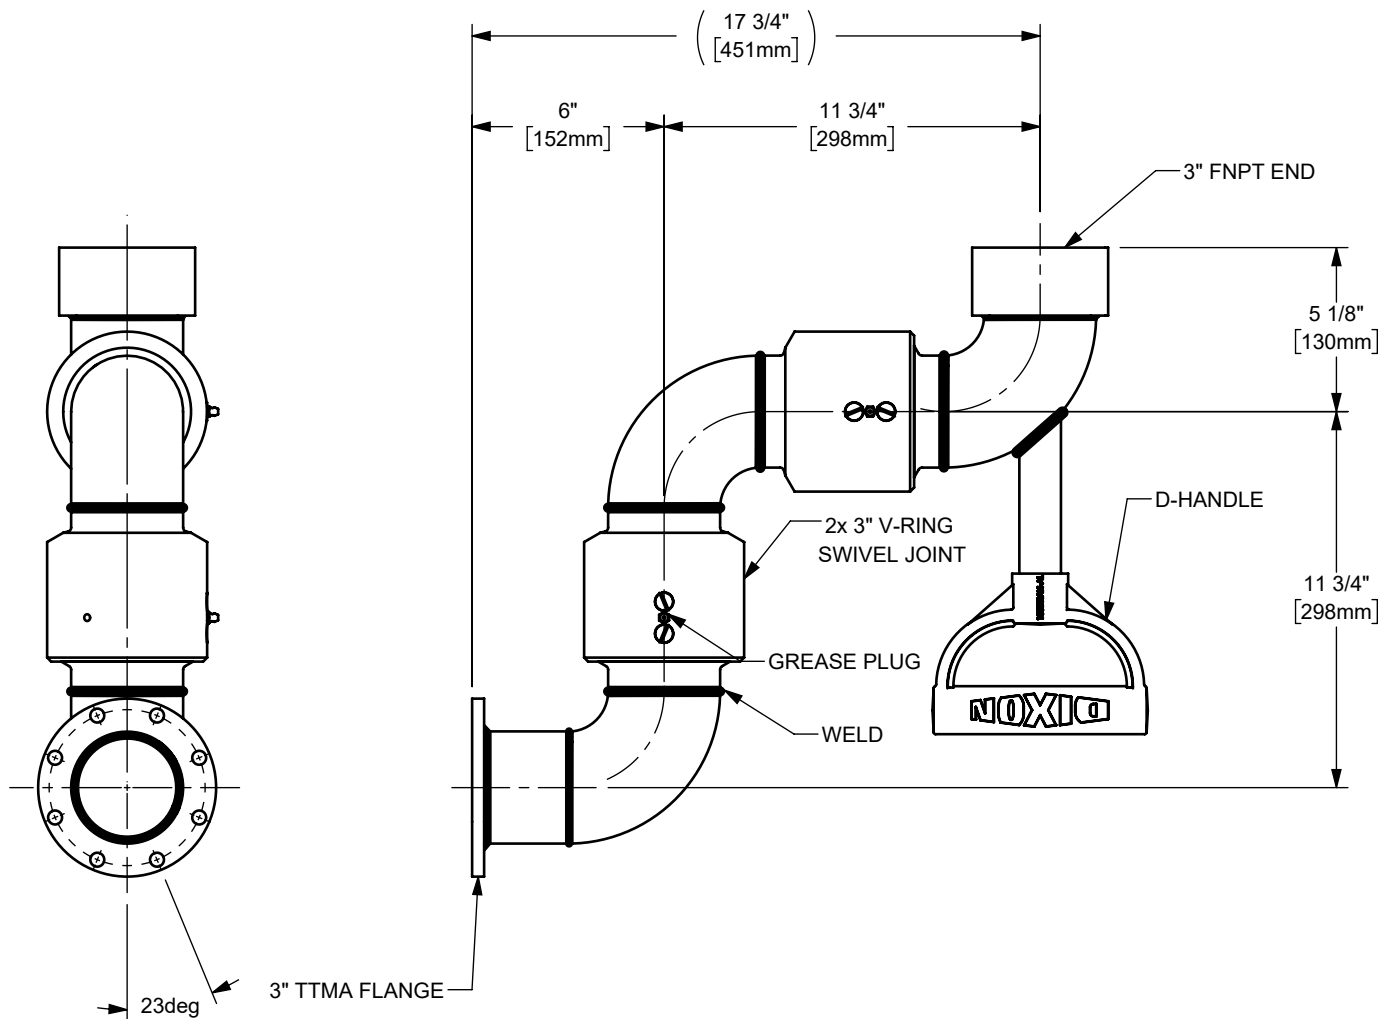 17 3/4"
[451mm]
6"
[152mm]
11 3/4"
[298mm]
3" FNPT END
5 1/8"
[130mm]
D-HANDLE
2x 3" V-RING
SWIVEL JOINT
11 3/4"
[298mm]
GREASE PLUG
DIXON
WELD
3" TTMA FLANGE
23deg